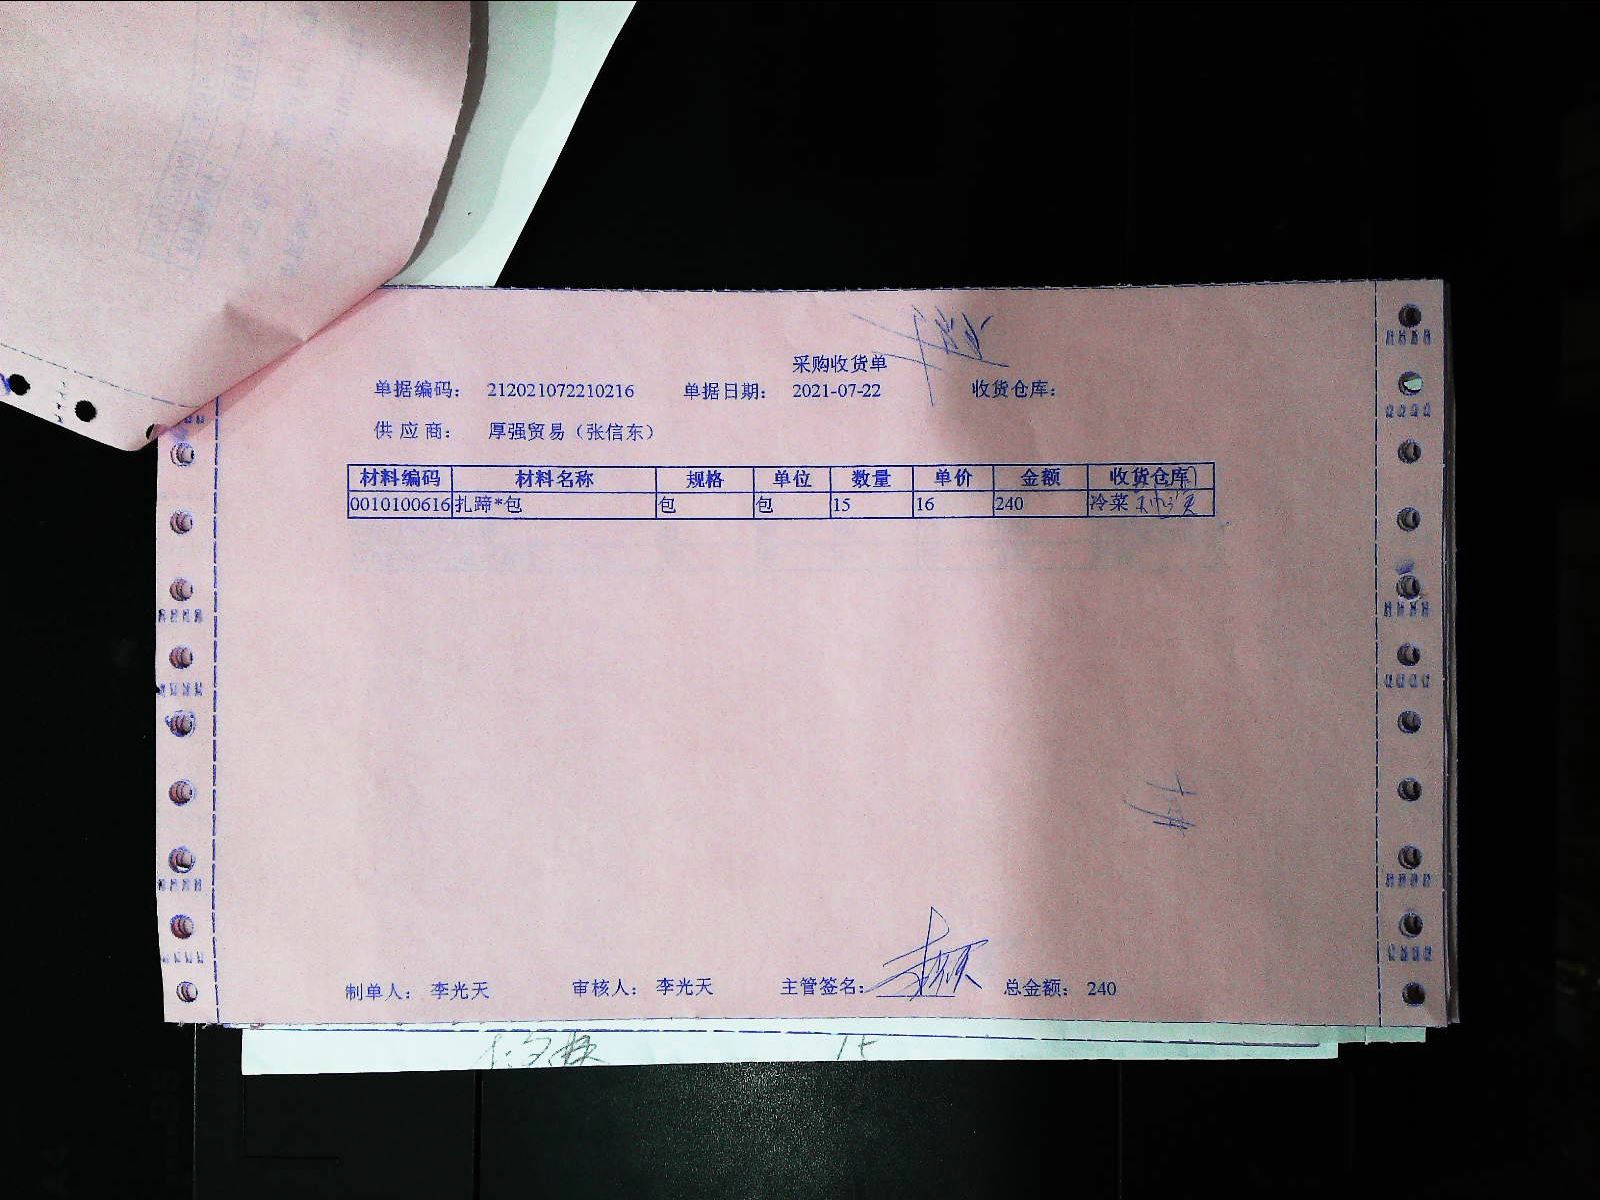 采购收货单
单据编码: 212021072210216 单据日期: 2021-07-22 收货仓库:
供 应 商: 厚强贸易（张信东）
材料编码 材料名称 规格 单位 数量 单价 金额 收货仓库
0010100616 扎蹄*包 包 包 15 16 240 冷菜
制单人: 李光天 审核人: 李光天 主管签名: 总金额: 240